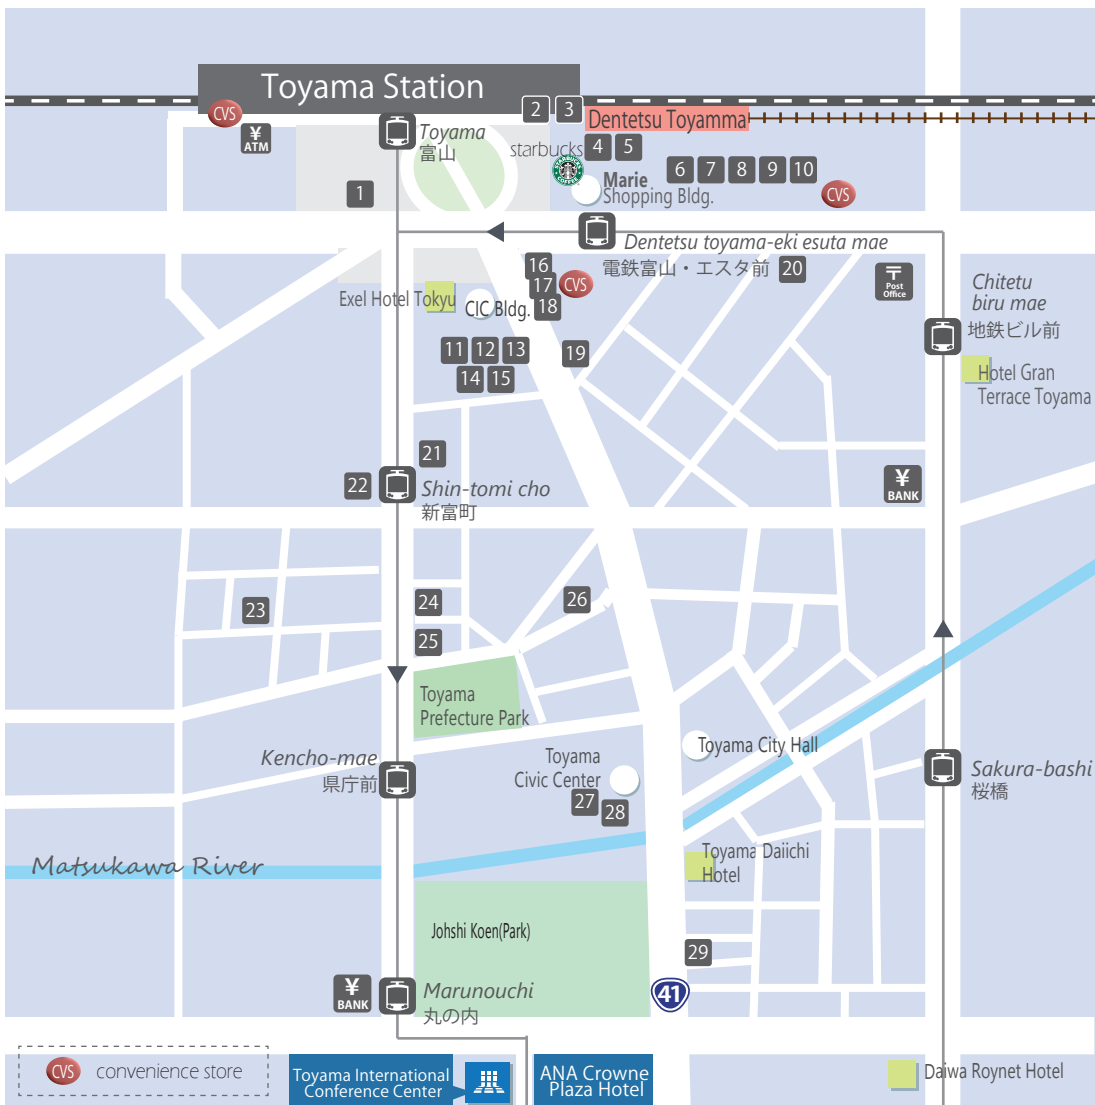 Toyama Station
CVS
¥
ATM
Toyama
富山
2
3
Dentetsu Toyamma
starbucks
4
5
STARBUCKS
COFFEE
Marie
Shopping Bldg.
6
7
8
9
10
CVS
1
Dentetsu toyama-eki esuta mae
電鉄富山・エスタ前
20
16
17
18
CVS
〒
Post
Office
Chitetu
biru mae
地鉄ビル前
Exel Hotel Tokyu
CIC Bldg.
11
12
13
14
15
19
Hotel Gran
Terrace Toyama
21
22
Shin-tomi cho
新富町
¥
BANK
23
24
25
26
Toyama
Prefecture Park
Kencho-mae
県庁前
Toyama
Civic Center
27
28
Toyama City Hall
Sakura-bashi
桜橋
Matsukawa River
Toyama Daiichi
Hotel
Johshi Koen(Park)
29
¥
BANK
Marunouchi
丸の内
41
CVS
convenience store
Toyama International
Conference Center
ANA Crowne
Plaza Hotel
Daiwa Roynet Hotel